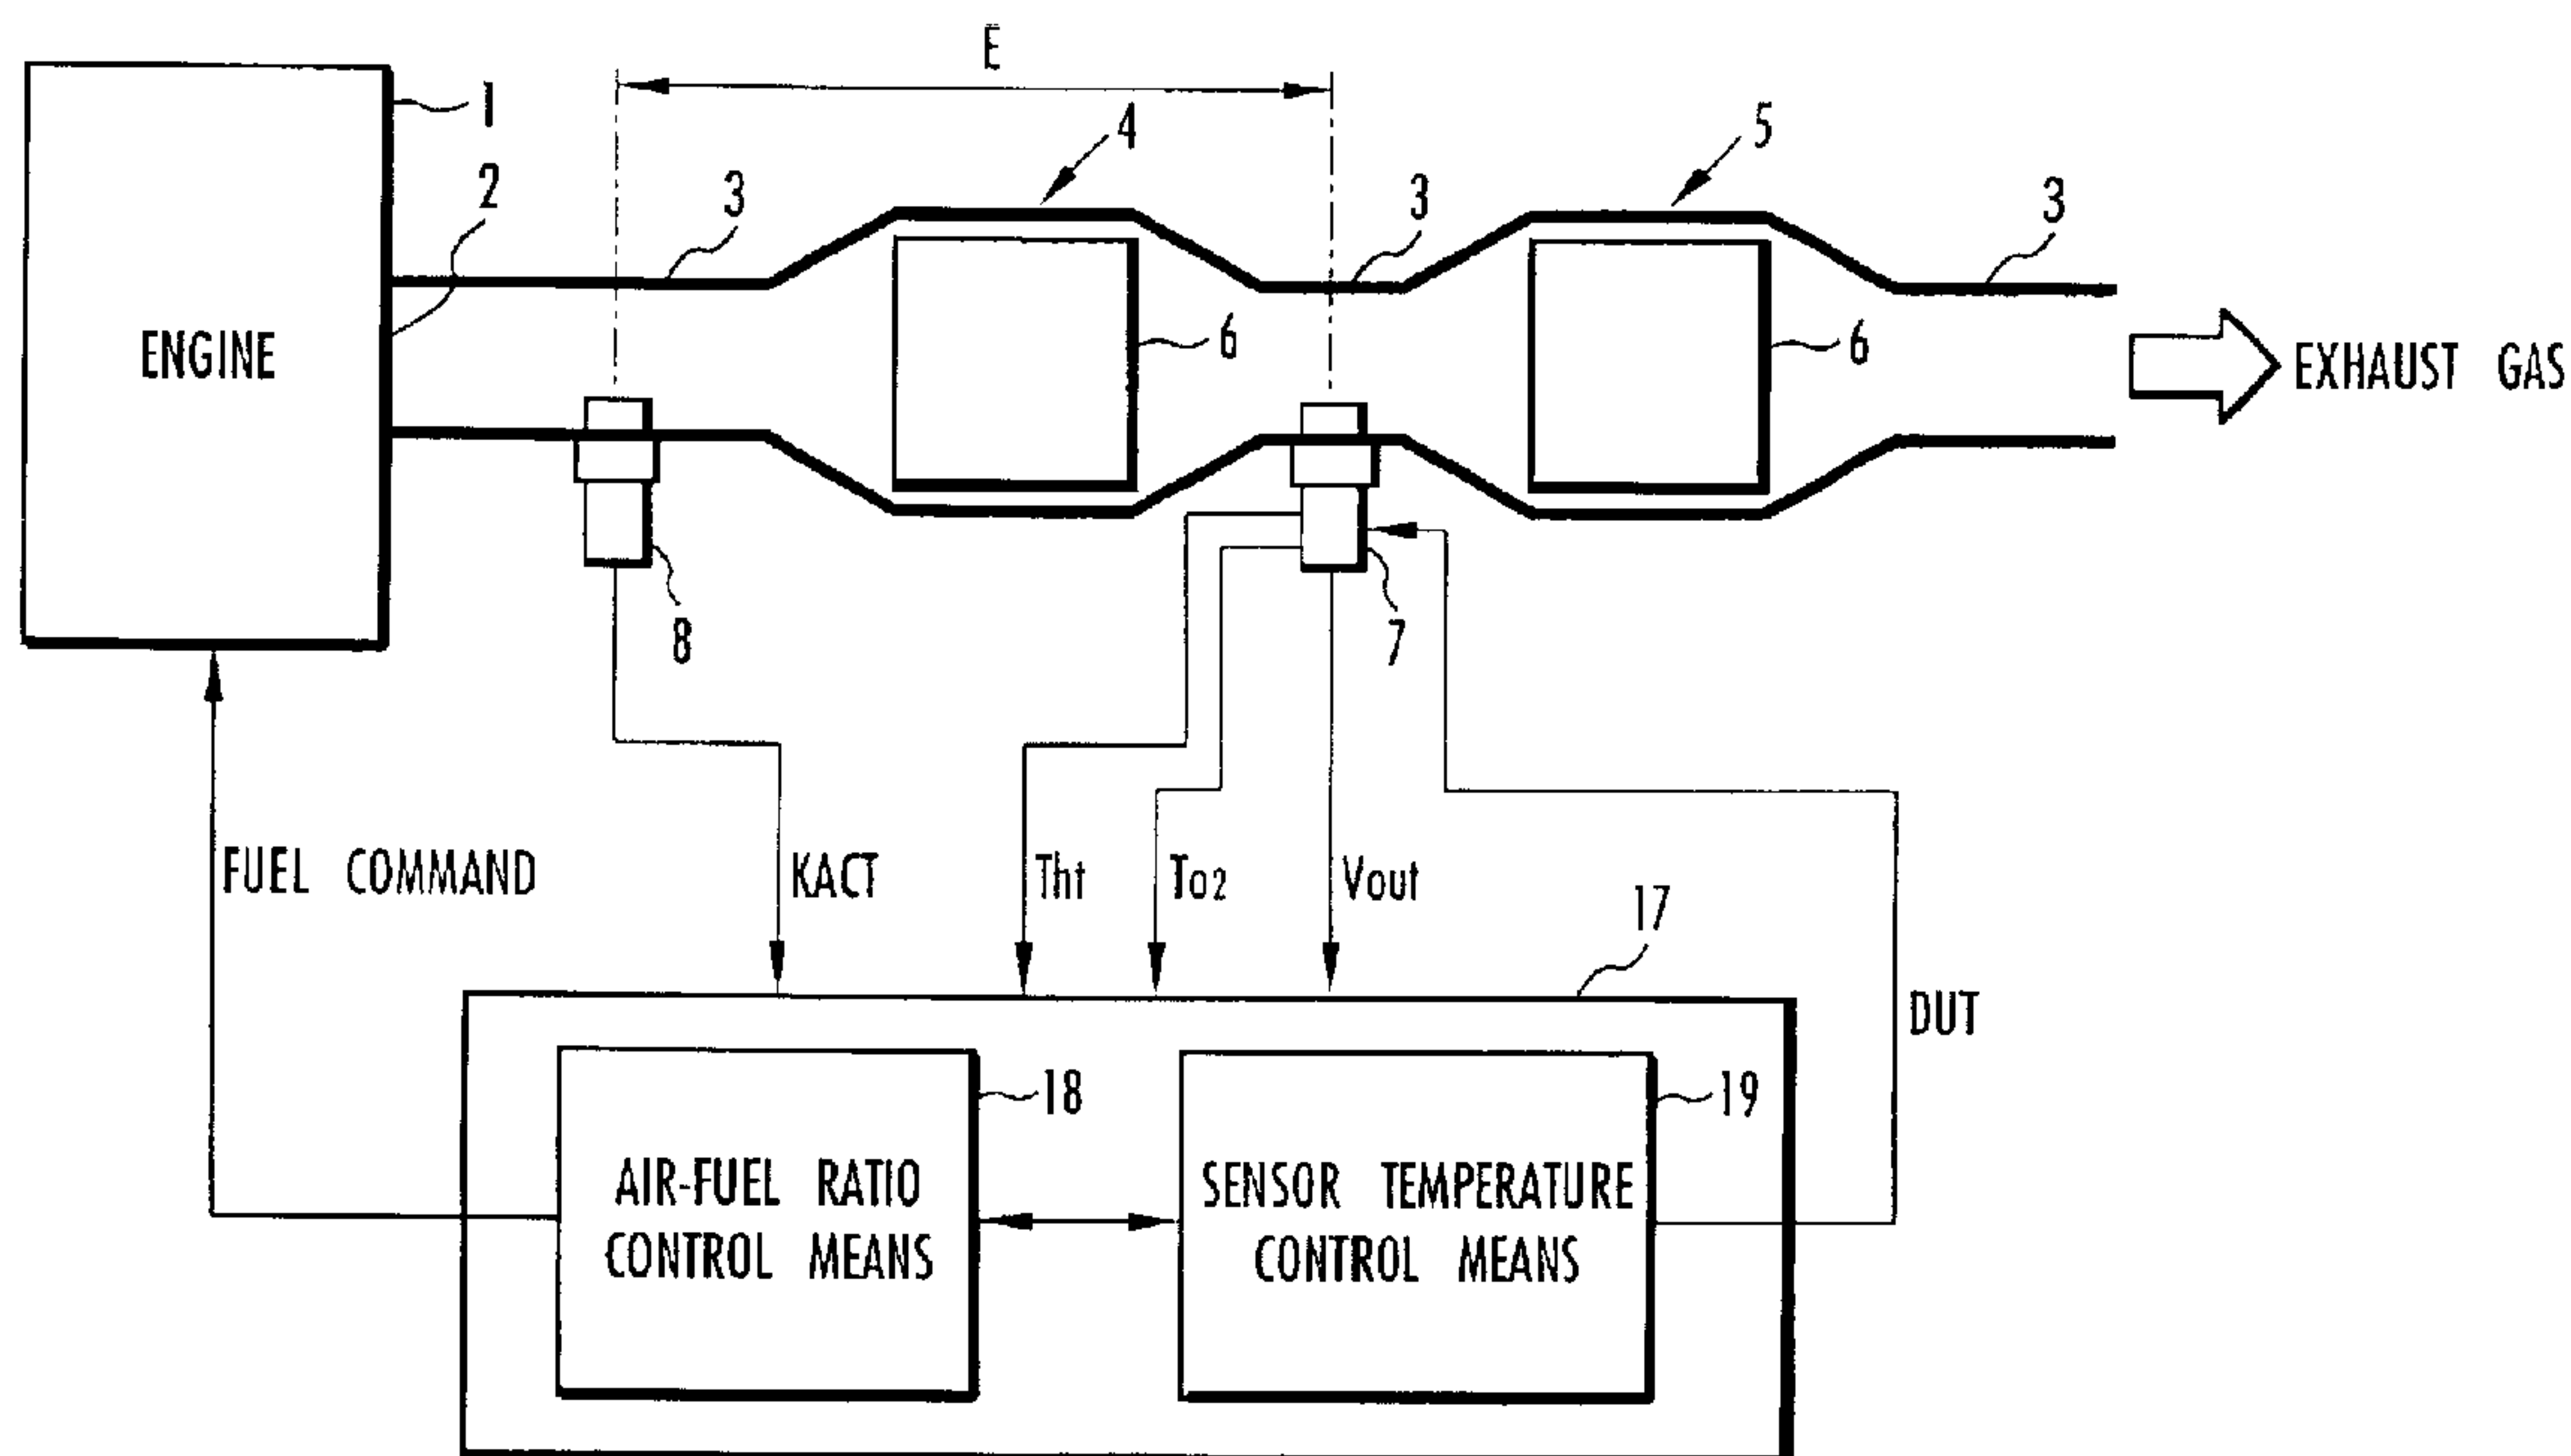 E
1
4
5
2
3
3
3
ENGINE
6
6
EXHAUST GAS
8
7
FUEL COMMAND
KACT
Tht
To2
Vout
17
DUT
18
19
AIR-FUEL RATIO
CONTROL MEANS
SENSOR TEMPERATURE
CONTROL MEANS